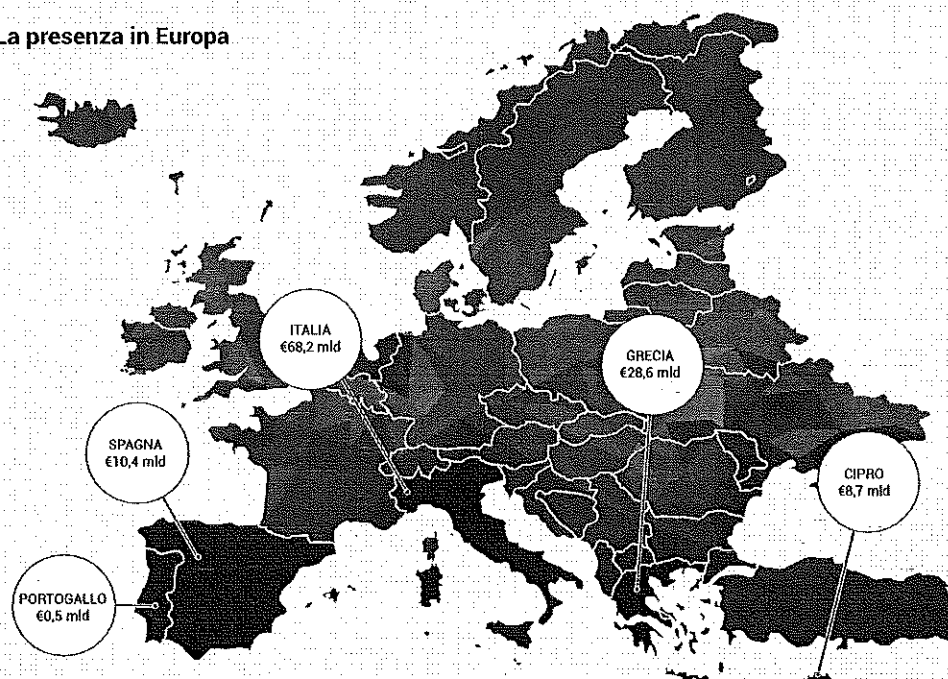 La presenza in Europa
ITALIA
€68,2 mld
GRECIA
€28,6 mld
SPAGNA
€10,4 mld
CIPRO
€8,7 mld
PORTOGALLO
€0,5 mld